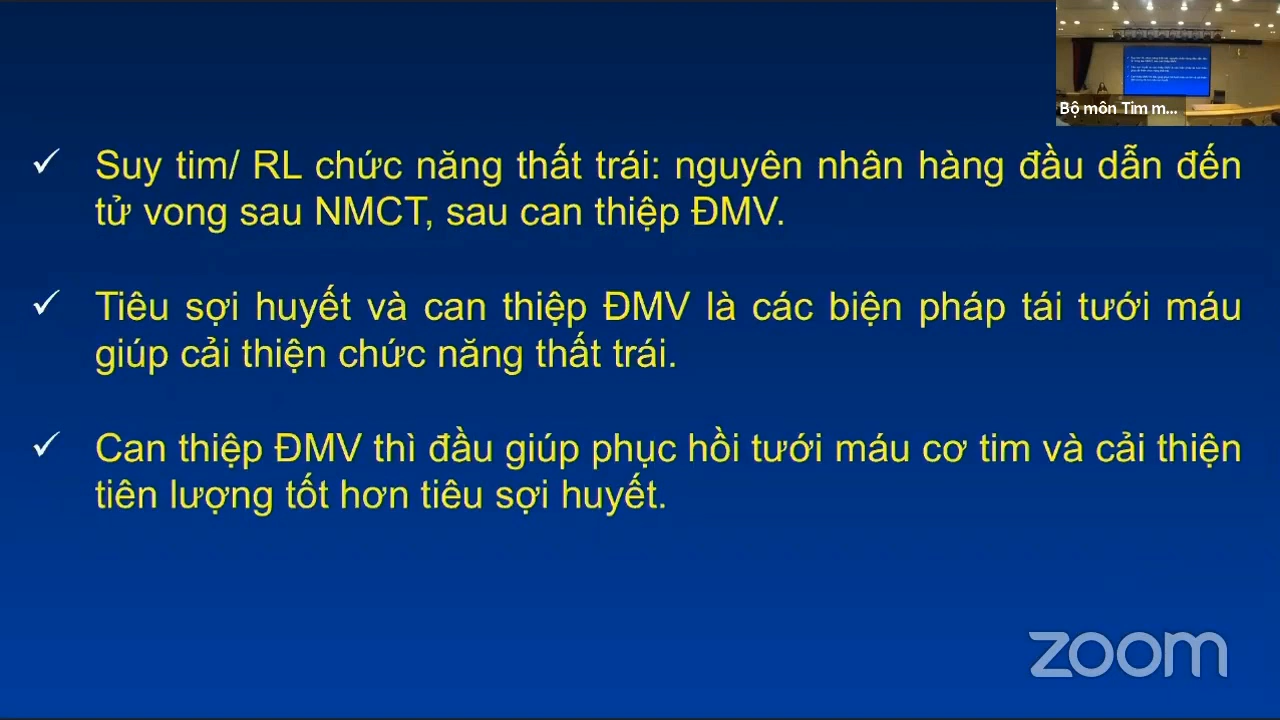 Bộ môn Tim m...
Suy tim/ RL chức năng thất trái: nguyên nhân hàng đầu dẫn đến
tử vong sau NMCT, sau can thiệp ĐMV.
Tiêu sợi huyết và can thiệp ĐMV là các biện pháp tái tưới máu
giúp cải thiện chức năng thất trái.
Can thiệp ĐMV thì đầu giúp phục hồi tưới máu cơ tim và cải thiện
tiên lượng tốt hơn tiêu sợi huyết.
zoom